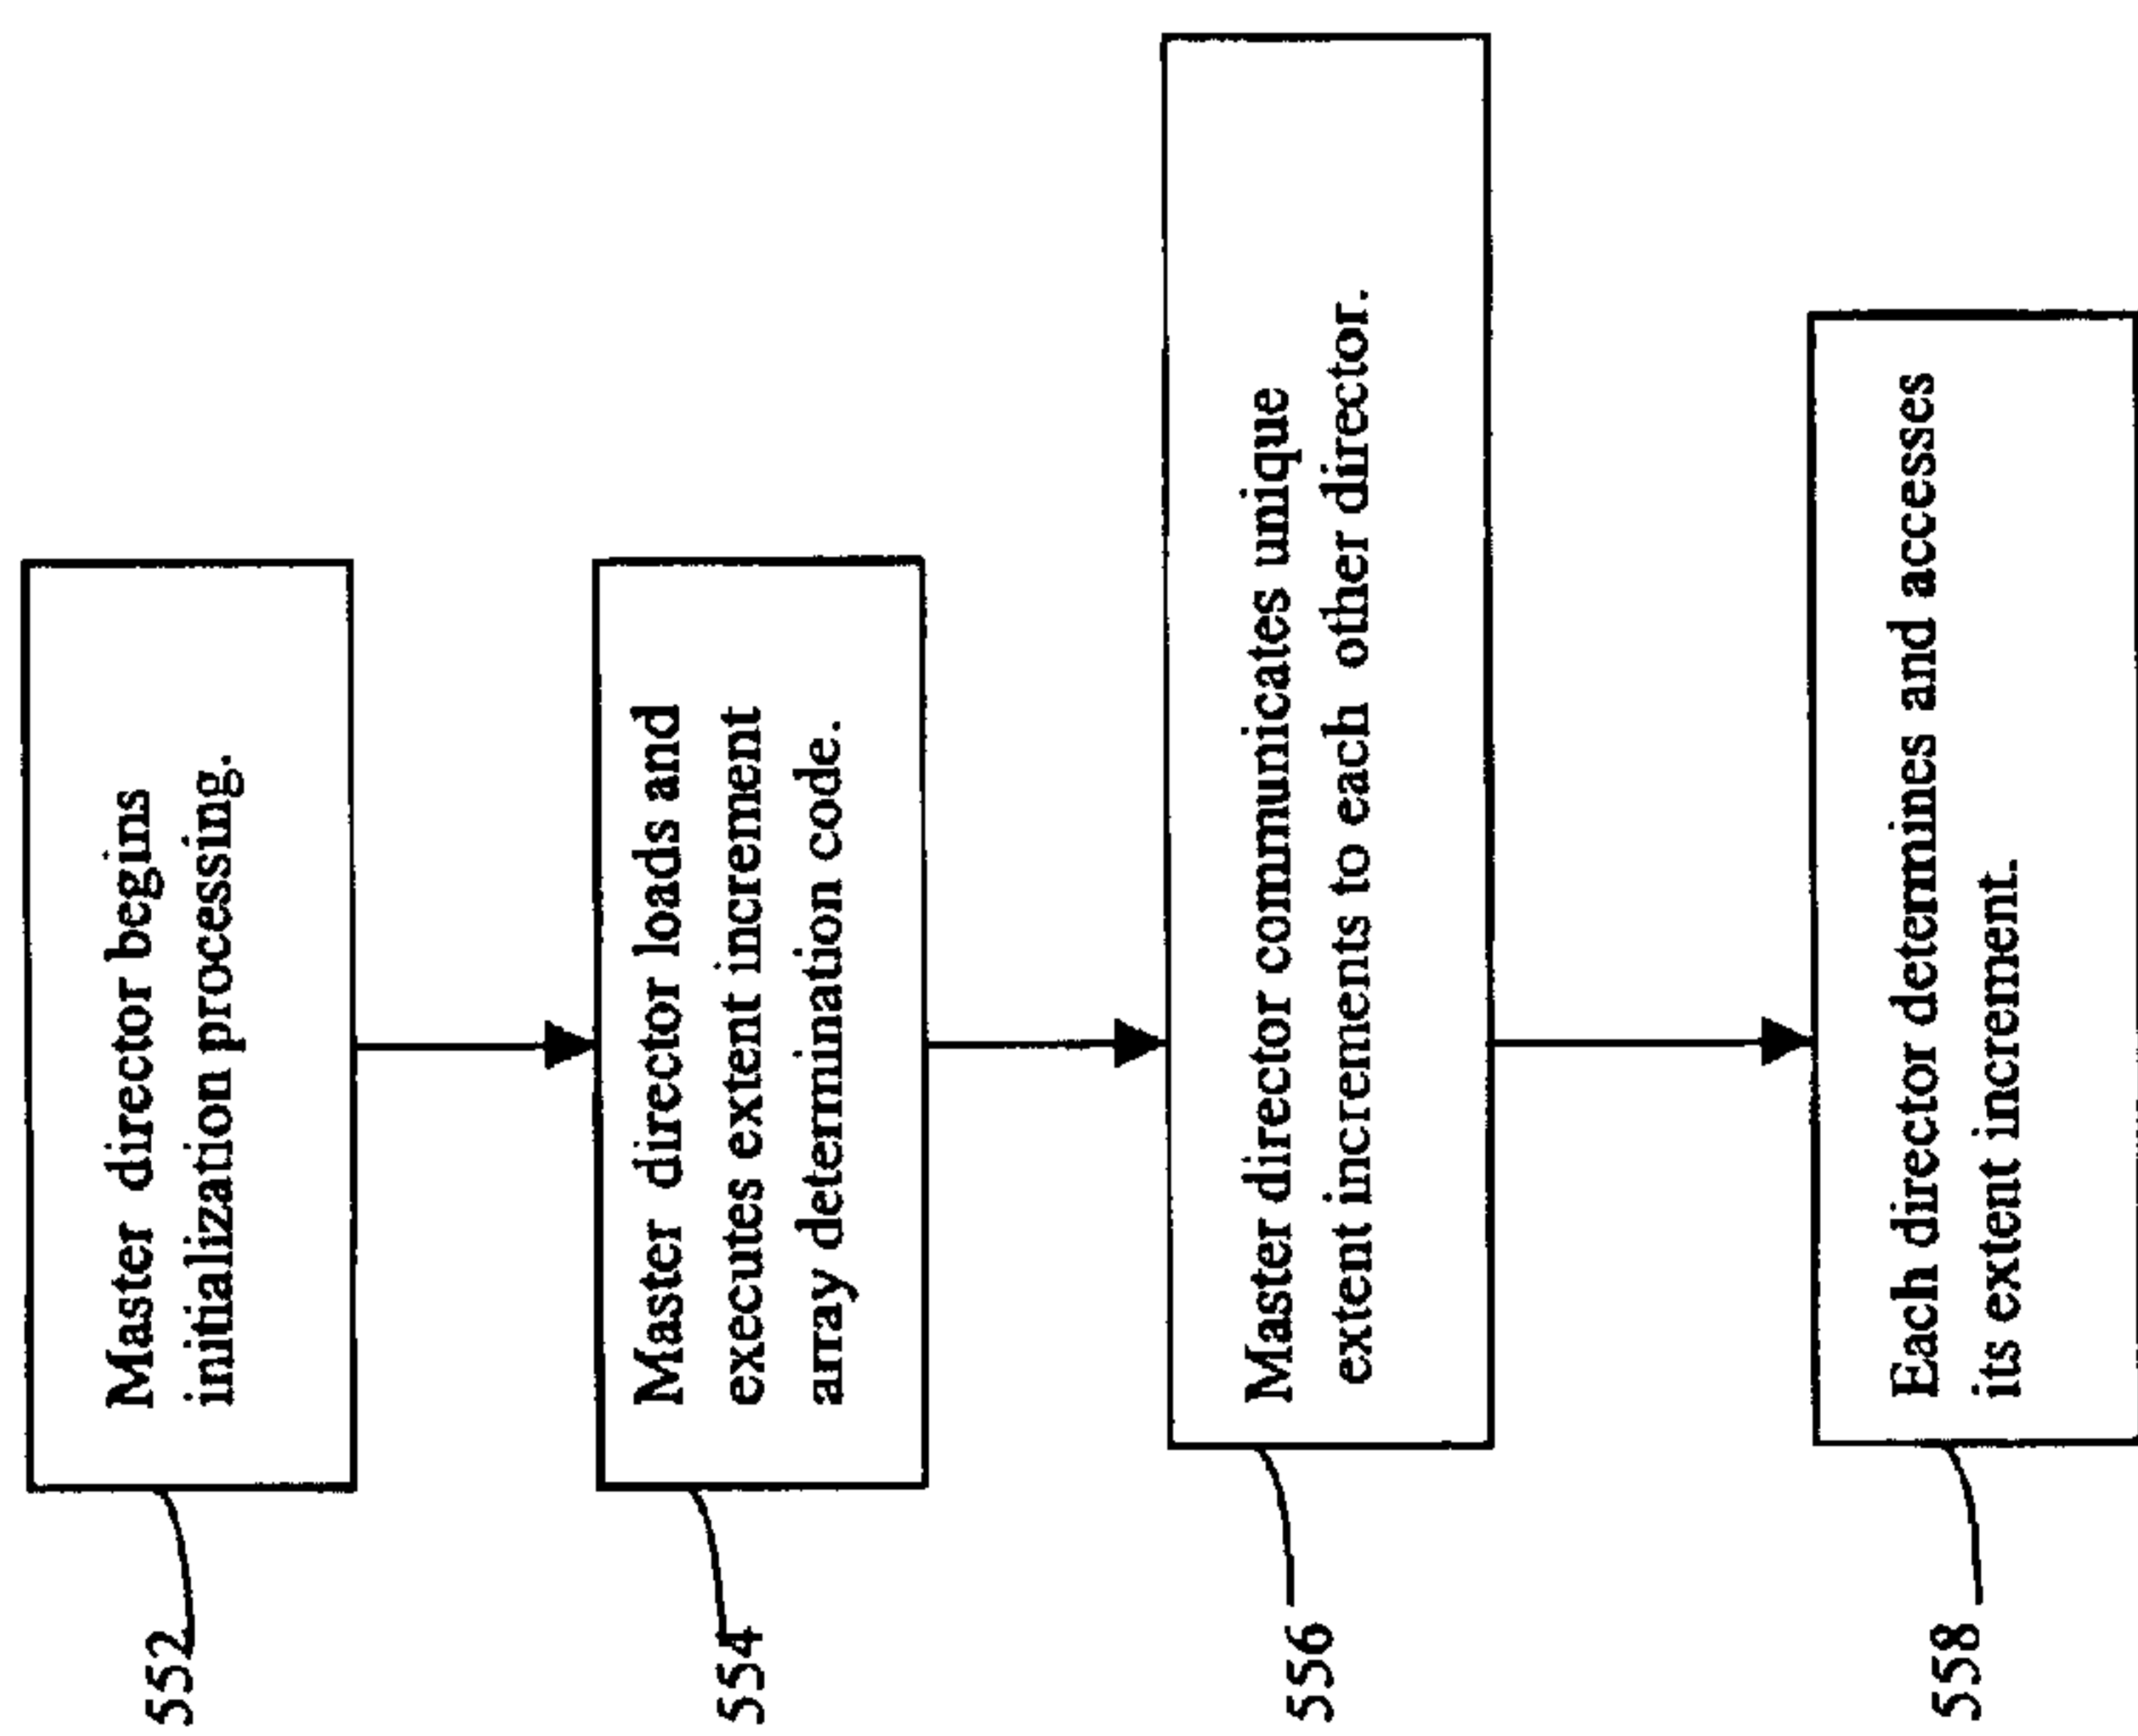 552
Master director begins
initialization processing.
554
Master director loads and
executes extent increment
array determination code.
556
Master director communicates unique
extent increments to each other director.
558
Each director determines and accesses
its extent increment.